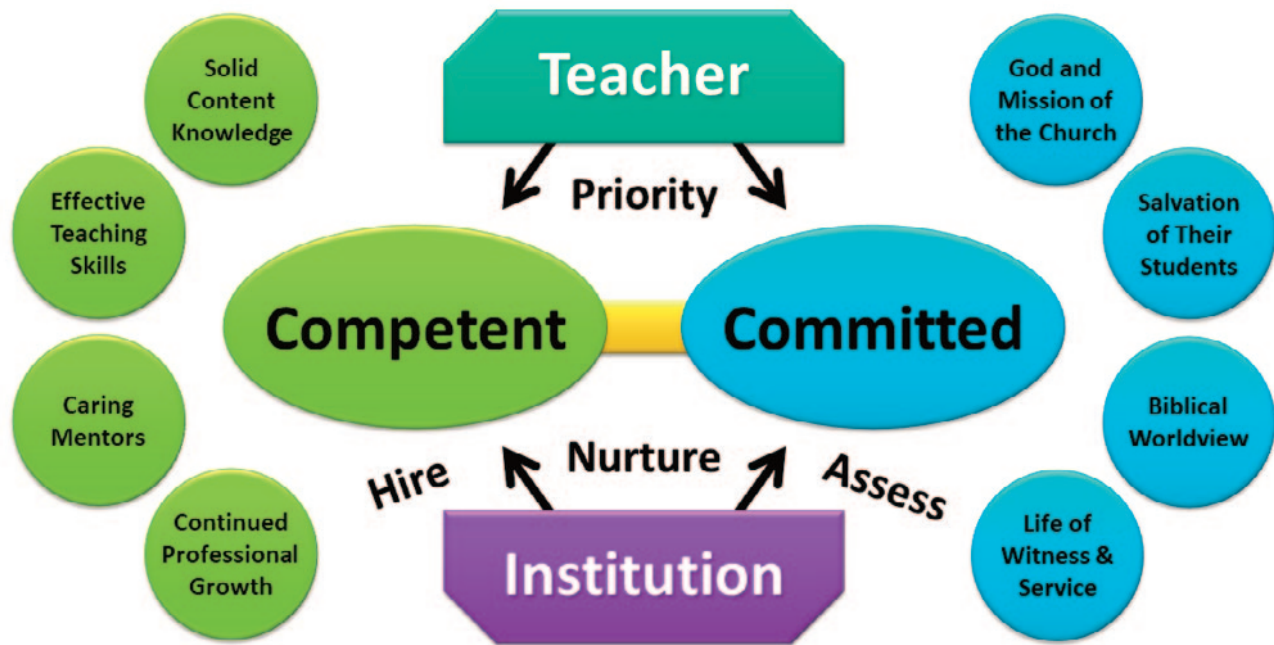 Teacher
Priority
Solid
Content
Knowledge
Effective
Teaching
Skills
Caring
Mentors
Continued
Professional
Growth
Competent
Committed
God and
Mission of
the Church
Salvation
of Their
Students
Biblical
Worldview
Life of
Witness &
Service
Hire
Nurture
Assess
Institution